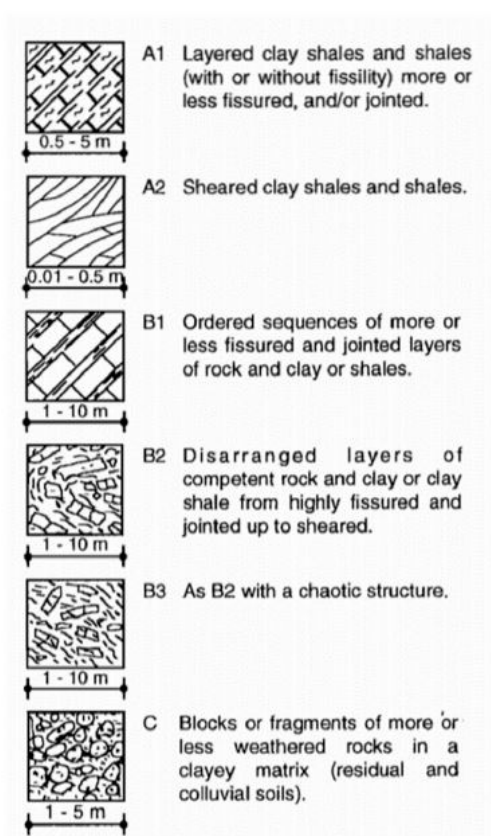 A1 Layered clay shales and shales
(with or without fissility) more or
less fissured, and/or jointed.
0.5 - 5 m
A2 Sheared clay shales and shales.
0.01 - 0.5 m
B1 Ordered sequences of more or
less fissured and jointed layers
of rock and clay or shales.
1 - 10 m
B2 Disarranged layers of
competent rock and clay or clay
shale from highly fissured and
jointed up to sheared.
1 - 10 m
B3 As B2 with a chaotic structure.
1 - 10 m
C Blocks or fragments of more or
less weathered rocks in a
clayey matrix (residual and
colluvial soils).
1 - 5 m